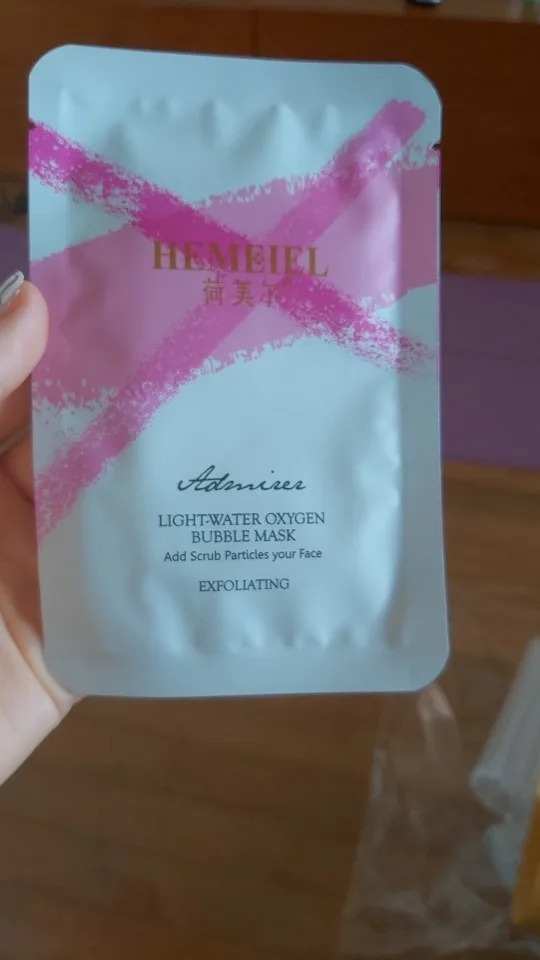 HEMEIEL
荷美尔
Admirer
LIGHT-WATER OXYGEN
BUBBLE MASK
Add Scrub Particles your Face
EXFOLIATING